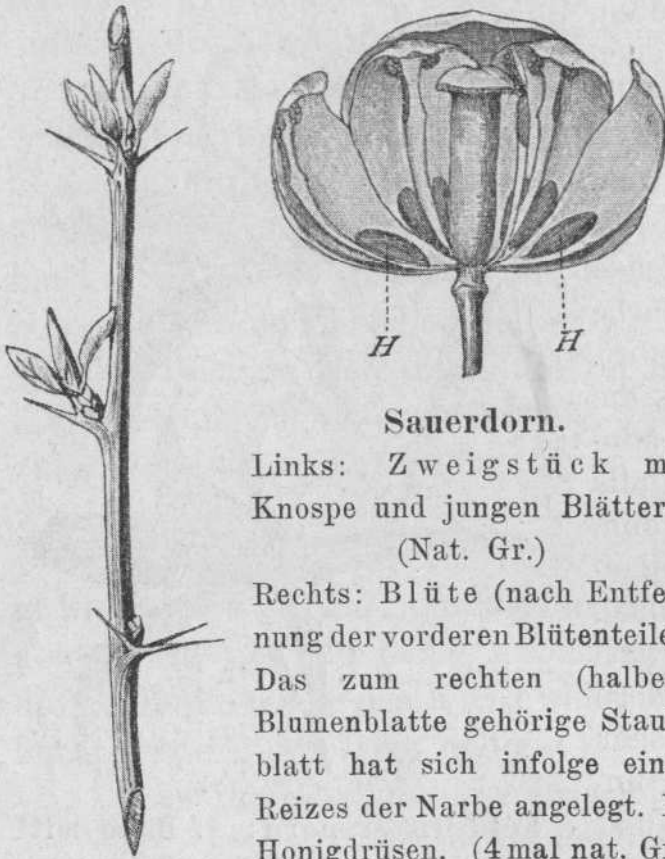 H H
Sauerdorn.
Links: Zweigstück m
Knospe und jungen Blätter
(Nat. Gr.)
Rechts: Blüte (nach Entfe
nung der vorderen Blütenteile
Das zum rechten (halbe
Blumenblatte gehörige Stau
blatt hat sich infolge ein
Reizes der Narbe angelegt.
Honigdrüsen. (4 mal nat. G